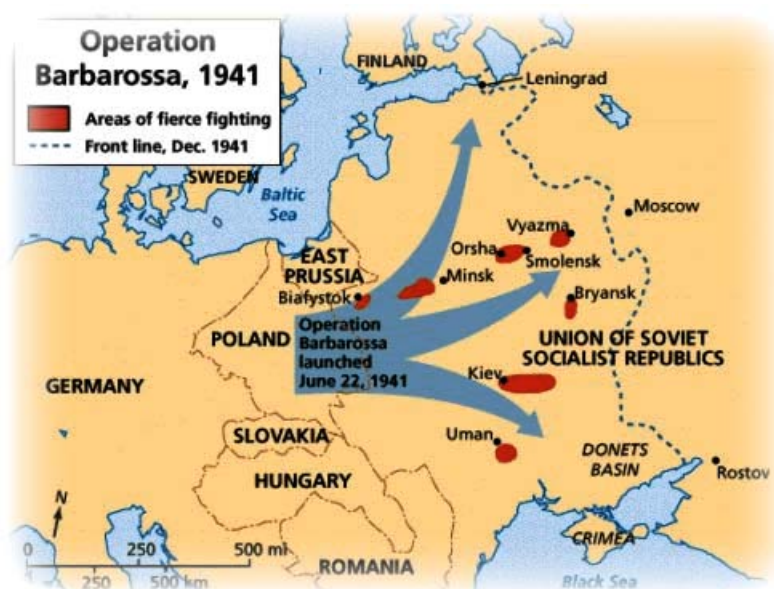 Operation
Barbarossa, 1941
Areas of fierce fighting
Front line, Dec. 1941
FINLAND
Leningrad
SWEDEN
Baltic
Sea
Moscow
Vyazma
Orsha
Smolensk
EAST
PRUSSIA
Minsk
Białystok
Bryansk
POLAND
Operation
Barbarossa
launched
June 22, 1941
UNION OF SOVIET
SOCIALIST REPUBLICS
GERMANY
Kiev
SLOVAKIA
Uman
DONETS
BASIN
Rostov
HUNGARY
N
CRIMEA
0 250 500 mi
0 250 500 km
ROMANIA
Black Sea